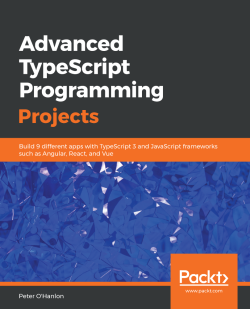 Advanced
TypeScript
Programming
Projects
Build 9 different apps with TypeScript 3 and JavaScript frameworks
such as Angular, React, and Vue
Packt>
www.packt.com
Peter O'Hanlon